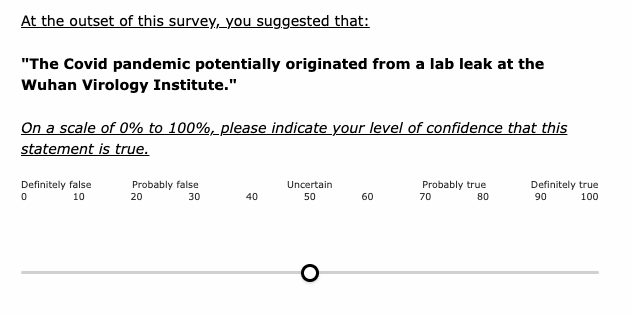 At the outset of this survey, you suggested that:
"The Covid pandemic potentially originated from a lab leak at the
Wuhan Virology Institute."
On a scale of 0% to 100%, please indicate your level of confidence that this
statement is true.
Definitely false Probably false Uncertain Probably true Definitely true
0 10 20 30 40 50 60 70 80 90 100